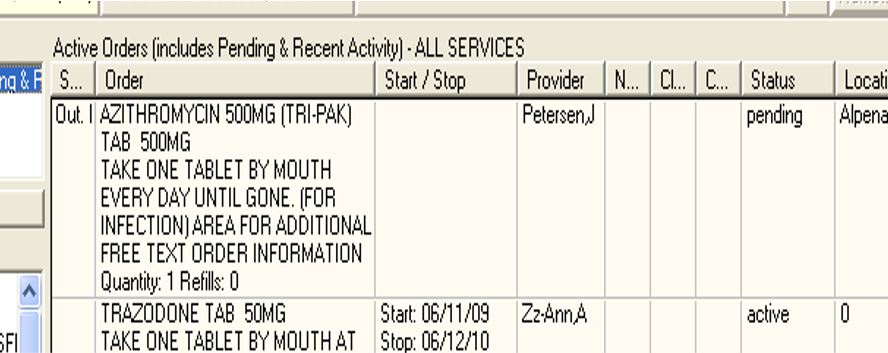 Active Orders (includes Pending & Recent Activity) - ALL SERVICES
ng & R
S... Order Start / Stop Provider N... Cl... C... Status Locati
Out. AZITHROMYCIN 500MG (TRI-PAK) Petersen,J pending Alpena
TAB 500MG
TAKE ONE TABLET BY MOUTH
EVERY DAY UNTIL GONE. (FOR
INFECTION) AREA FOR ADDITIONAL
FREE TEXT ORDER INFORMATION
Quantity: 1 Refills: 0
TRAZODONE TAB 50MG Start: 06/11/09 Zz-Ann,A active 0
SFI TAKE ONE TABLET BY MOUTH AT Stop: 06/12/10